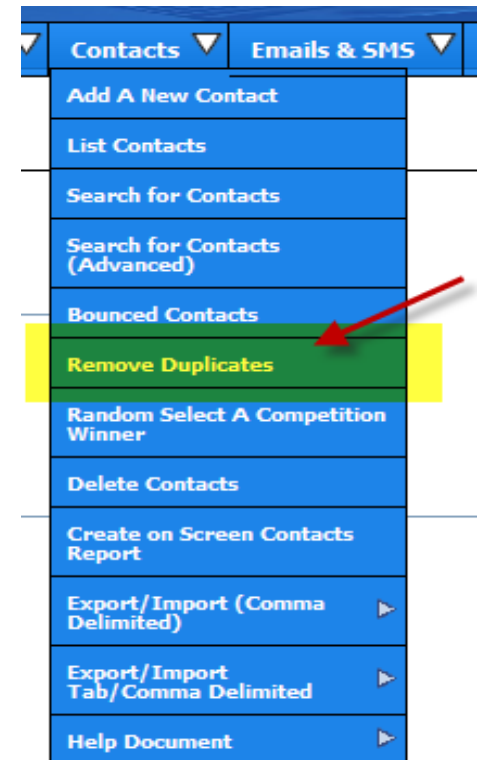 Contacts Emails & SMS
Add A New Contact
List Contacts
Search for Contacts
Search for Contacts
(Advanced)
Bounced Contacts
Remove Duplicates
Random Select A Competition
Winner
Delete Contacts
Create on Screen Contacts
Report
Export/Import (Comma
Delimited)
Export/Import
Tab/Comma Delimited
Help Document